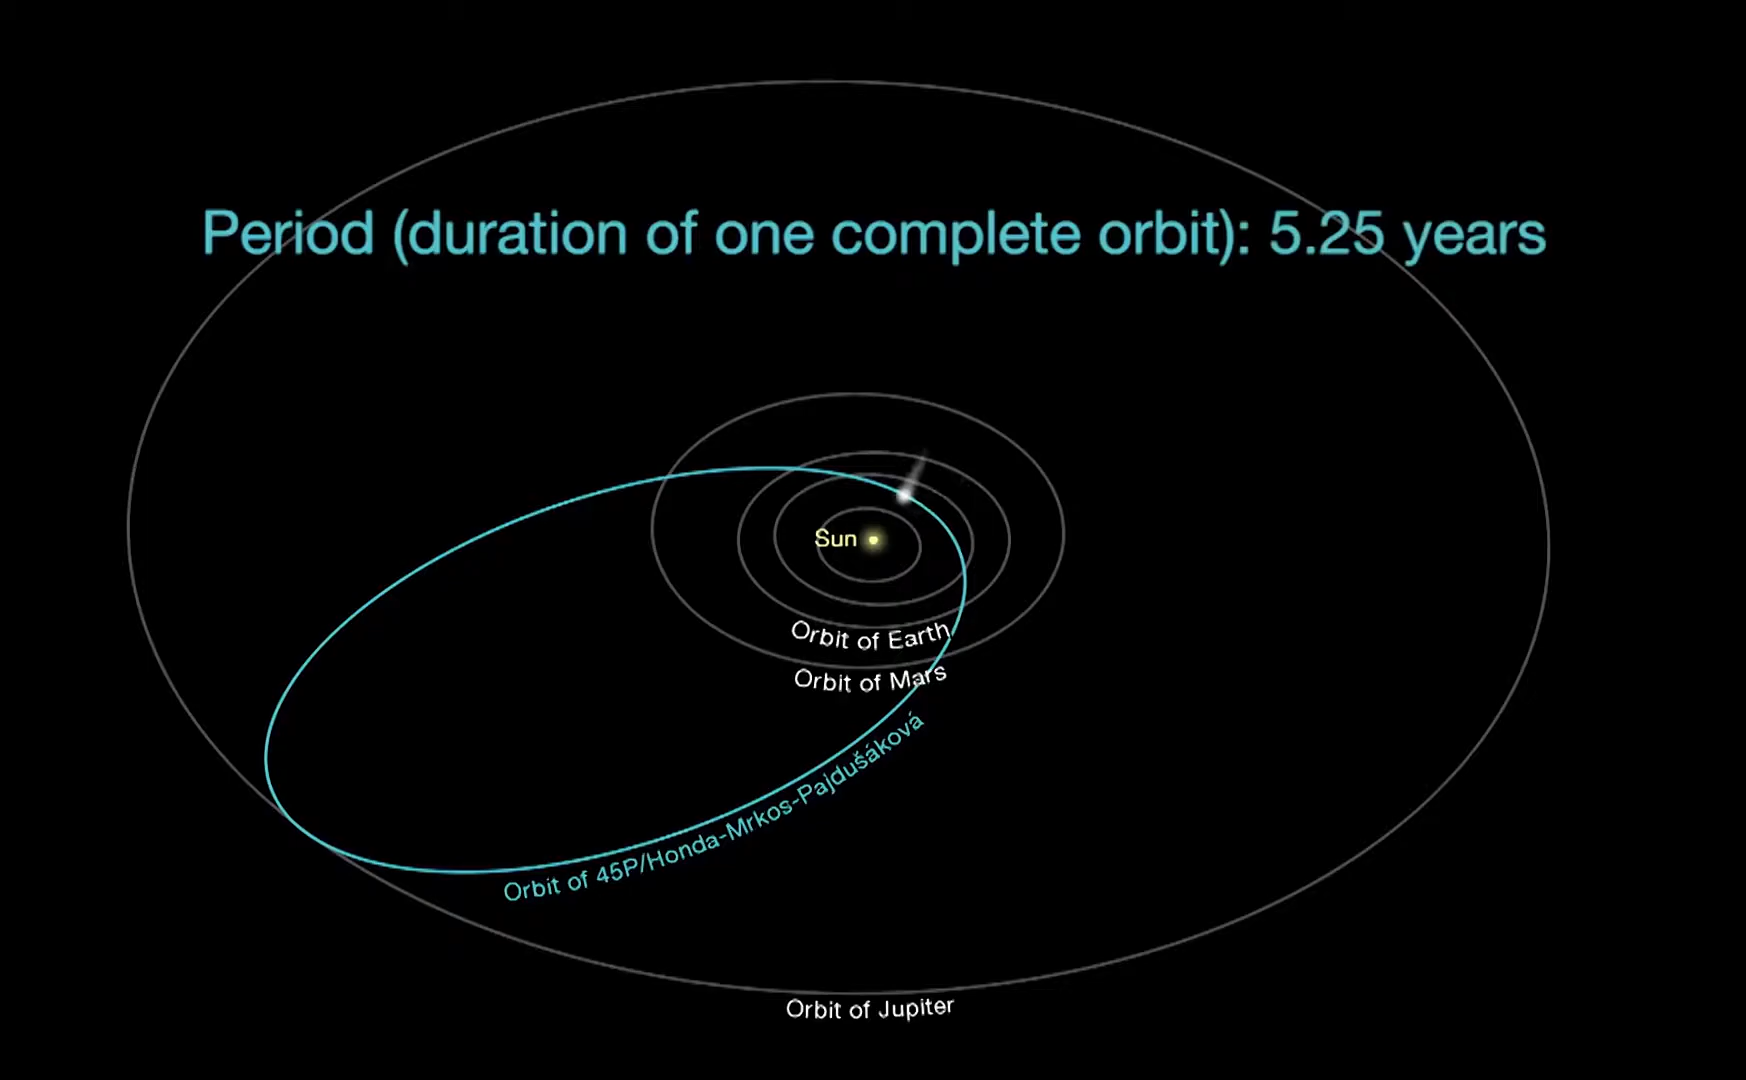 Period (duration of one complete orbit): 5.25 years
Sun
Orbit of Earth
Orbit of Mars
Orbit of 45P/Honda-Mrkos-Pajdušáková
Orbit of Jupiter